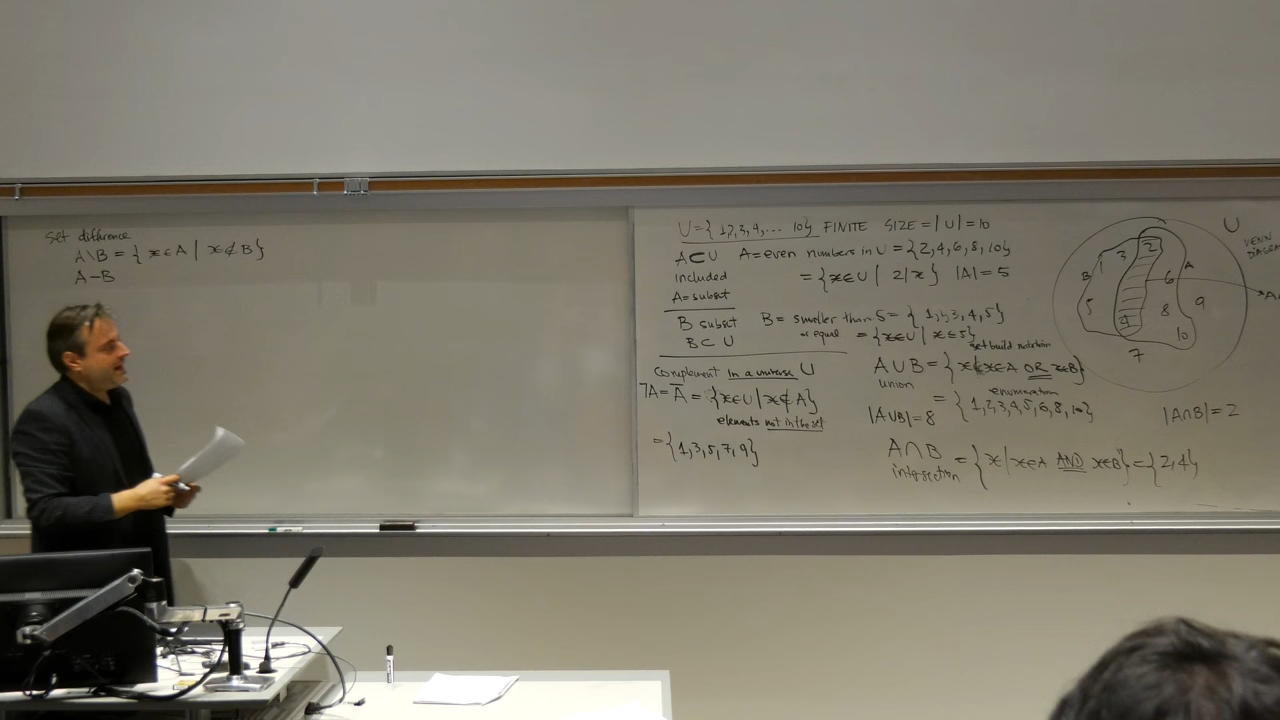 Set difference
A\B = { x∈A | x∉B }
A−B
U={ 1,2,3,4,... 10} FINITE SIZE = |U| = 10
A⊂U A=even numbers in U = {2,4,6,8,10}
included = {x∈U | 2|x} |A|=5
A= subset
B subset B= smaller than 5 = { 1,2,3,4,5}
or equal = {x∈U | x≤5}
B⊂U
set build notation
Complement in a universe U
A∪B = { x | x∈A OR x∈B}
union
¬A = A̅ = {x∈U | x∉A}
enumeration
= {1,2,3,4,5,6,8,10}
elements not in the set
|A∪B|=8
|A∩B|=2
={1,3,5,7,9}
A∩B = { x | x∈A AND x∈B} = {2,4}
intersection
U
VENN
DIAGRA
B
1
3
2
A
6
5
8
9
4
10
7